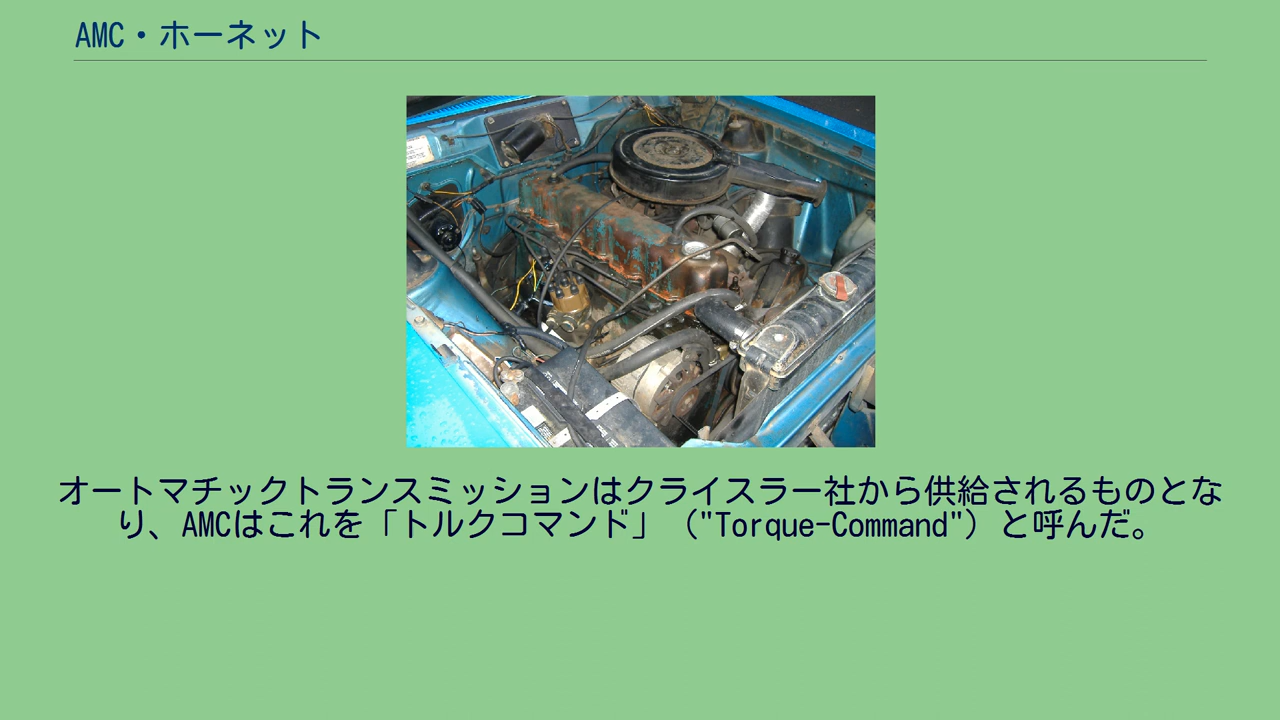 AMC・ホーネット
オートマチックトランスミッションはクライスラー社から供給されるものとな
り、AMCはこれを「トルクコマンド」（"Torque-Command"）と呼んだ。